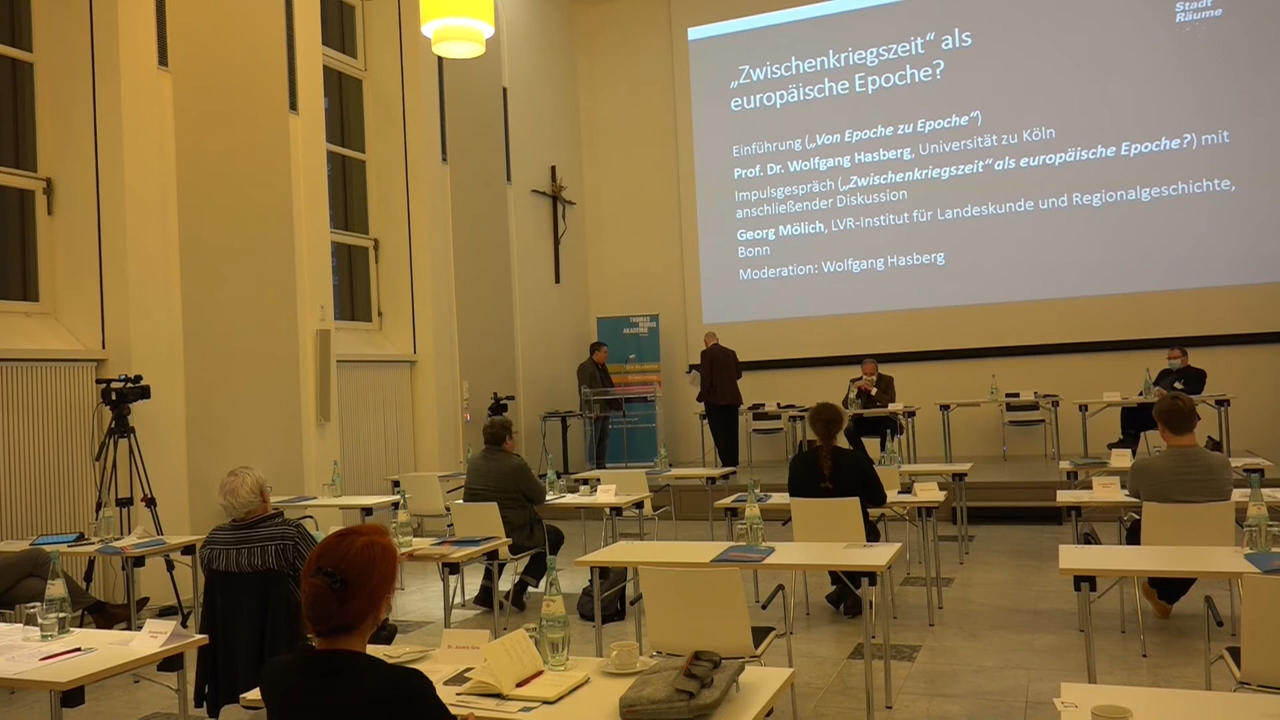 Stadt
Räume
„Zwischenkriegszeit“ als
europäische Epoche?
Einführung („Von Epoche zu Epoche“)
Prof. Dr. Wolfgang Hasberg, Universität zu Köln
Impulsgespräch („Zwischenkriegszeit“ als europäische Epoche?) mit
anschließender Diskussion
Georg Mölich, LVR-Institut für Landeskunde und Regionalgeschichte,
Bonn
Moderation: Wolfgang Hasberg
THOMAS
MORUS
AKADEMIE